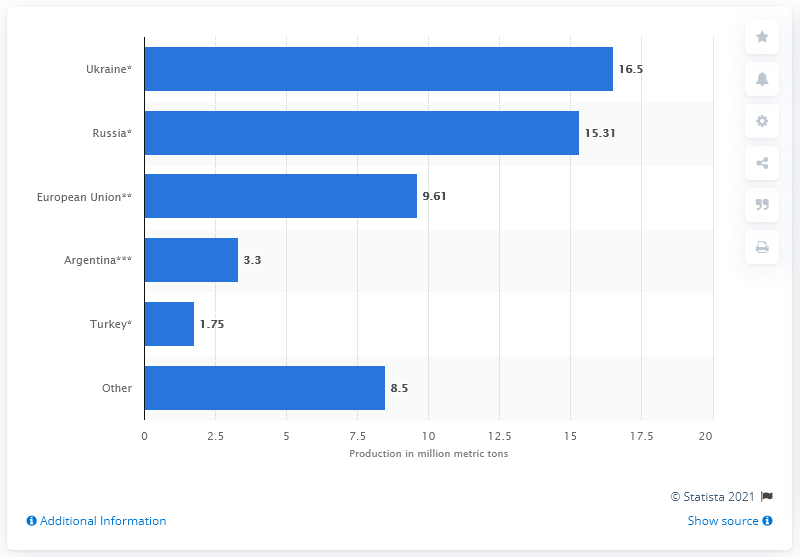 Ukraine* 16.5
Russia* 15.31
European Union** 9.61
Argentina*** 3.3
Turkey* 1.75
Other 8.5
0 2.5 5 7.5 10 12.5 15 17.5 20
Production in million metric tons
© Statista 2021
Additional Information Show source